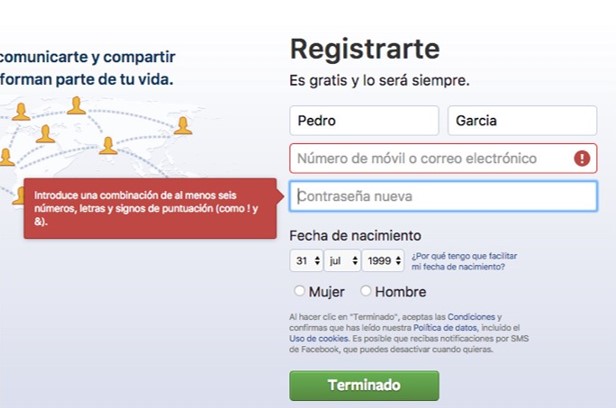 comunicarte y compartir
forman parte de tu vida.
Registrarte
Es gratis y lo será siempre.
Pedro
Garcia
Número de móvil o correo electrónico
!
Introduce una combinación de al menos seis
números, letras y signos de puntuación (como ! y
&).
Contraseña nueva
Fecha de nacimiento
31 jul 1999
¿Por qué tengo que facilitar
mi fecha de nacimiento?
Mujer Hombre
Al hacer clic en "Terminado", aceptas las Condiciones y
confirmas que has leído nuestra Política de datos, incluido el
Uso de cookies. Es posible que recibas notificaciones por SMS
de Facebook, que puedes desactivar cuando quieras.
Terminado